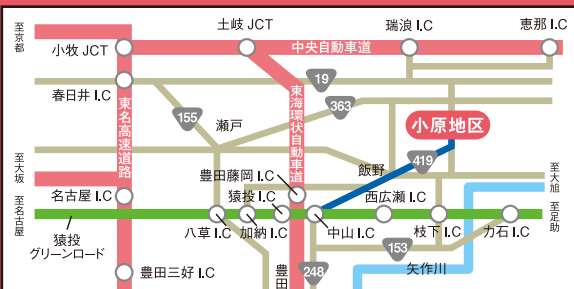 至京都
小牧 JCT
土岐 JCT
中央自動車道
瑞浪 I.C
恵那 I.C
春日井 I.C
19
155
363
瀬戸
東名高速道路
東海環状自動車道
小原地区
419
飯野
至大坂
豊田藤岡 I.C
至大旭
名古屋 I.C
猿投 I.C
西広瀬 I.C
至名古屋
至足助
八草 I.C
加納 I.C
中山 I.C
枝下 I.C
力石 I.C
猿投
グリーンロード
153
豊田三好 I.C
豊田
248
矢作川